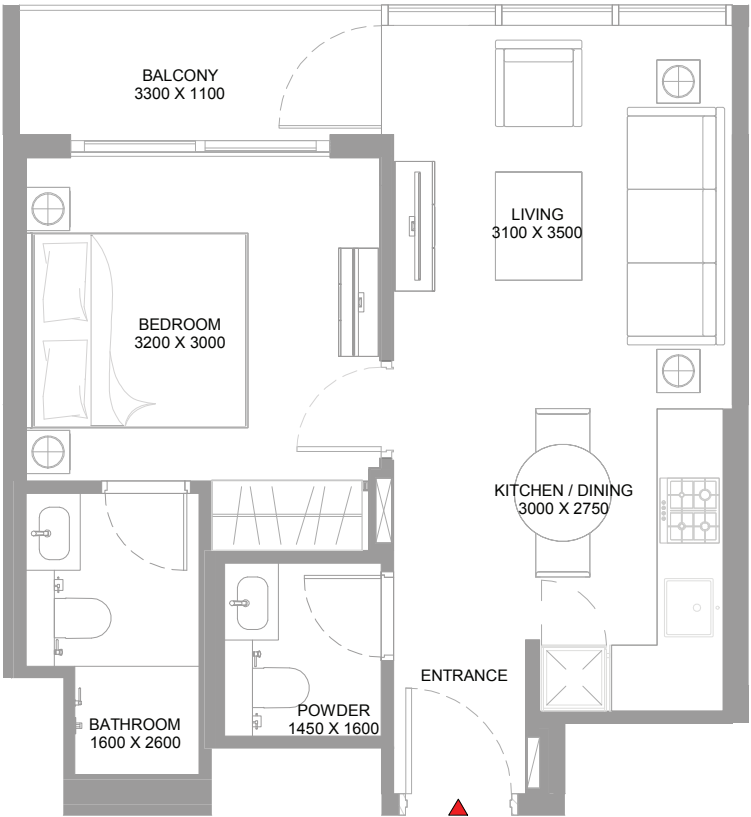 BALCONY
3300 X 1100
LIVING
3100 X 3500
BEDROOM
3200 X 3000
KITCHEN / DINING
3000 X 2750
ENTRANCE
POWDER
1450 X 1600
BATHROOM
1600 X 2600